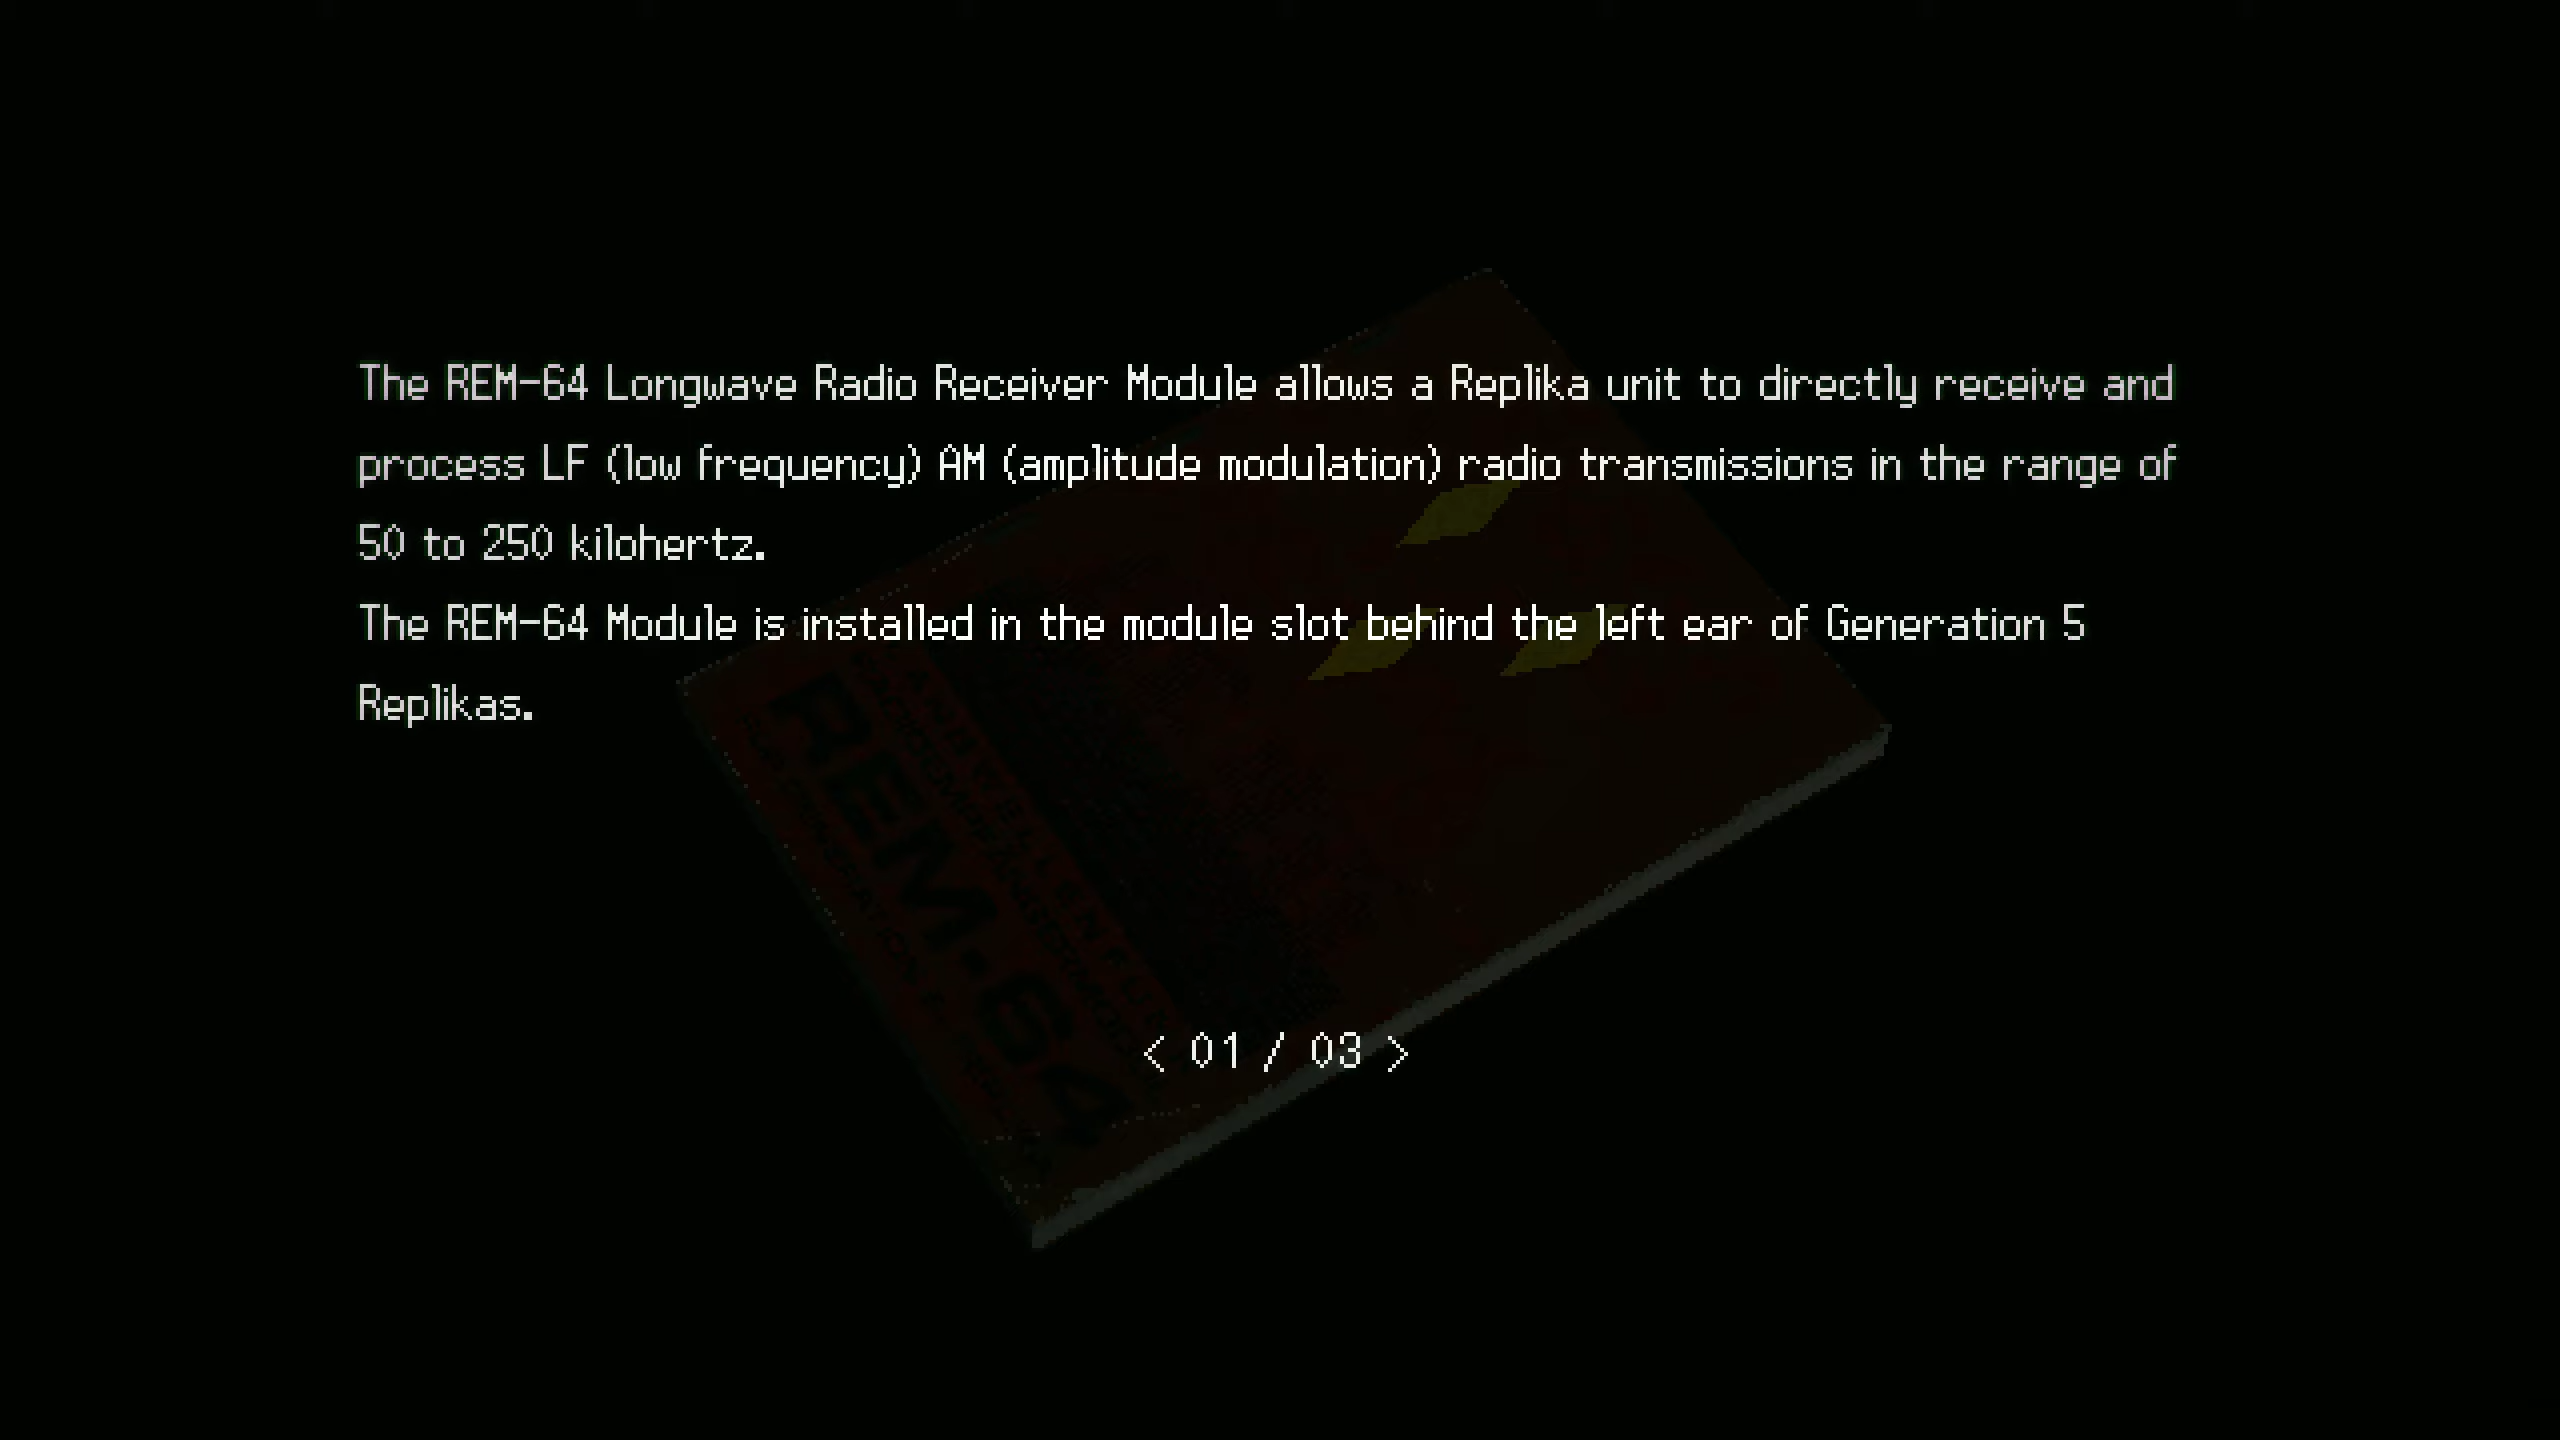 The REM-64 Longwave Radio Receiver Module allows a Replika unit to directly receive and
process LF (low frequency) AM (amplitude modulation) radio transmissions in the range of
50 to 250 kilohertz.
The REM-64 Module is installed in the module slot behind the left ear of Generation 5
Replikas.
REM-64
< 01 / 03 >